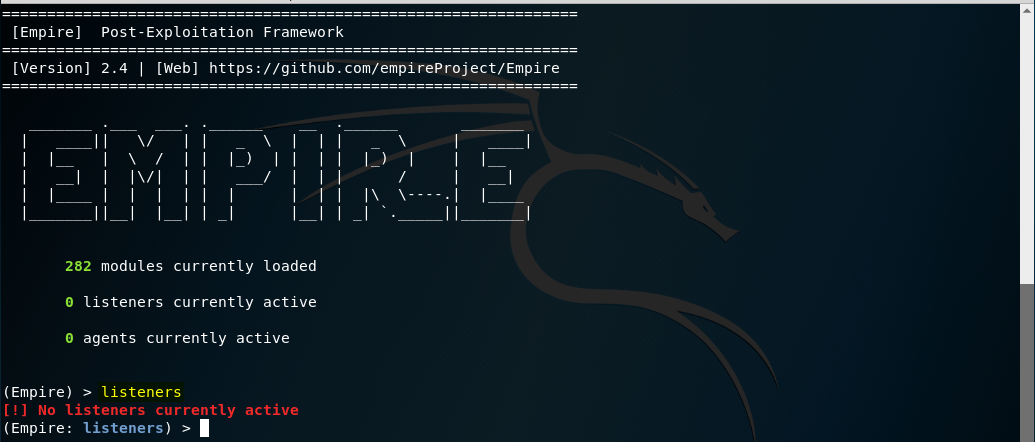 ================================================================
[Empire]  Post-Exploitation Framework
================================================================
[Version] 2.4 | [Web] https://github.com/empireProject/Empire
================================================================
EMPIRE
282 modules currently loaded
0 listeners currently active
0 agents currently active
(Empire) > listeners
[!] No listeners currently active
(Empire: listeners) >